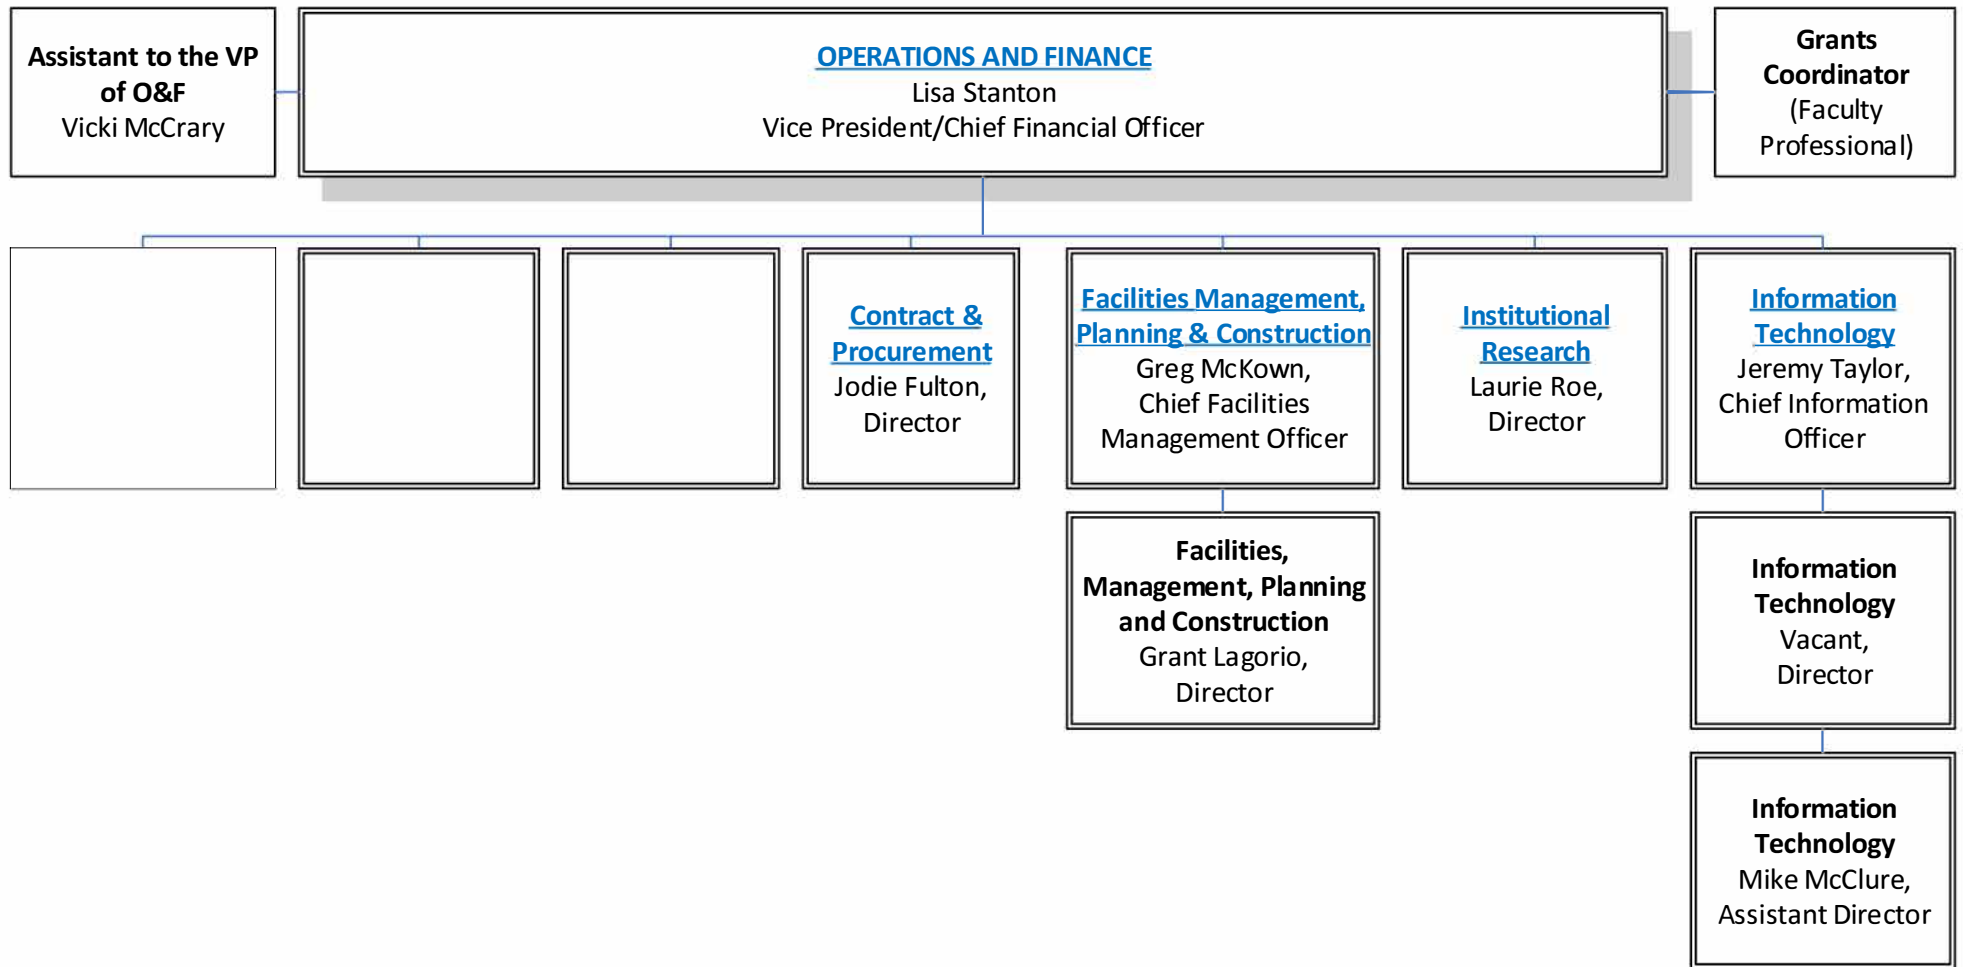 Assistant to the VP
of O&F
Vicki McCrary
OPERATIONS AND FINANCE
Lisa Stanton
Vice President/Chief Financial Officer
Grants
Coordinator
(Faculty
Professional)
Contract &
Procurement
Jodie Fulton,
Director
Facilities Management,
Planning & Construction
Greg McKown,
Chief Facilities
Management Officer
Institutional
Research
Laurie Roe,
Director
Information
Technology
Jeremy Taylor,
Chief Information
Officer
Facilities,
Management, Planning
and Construction
Grant Lagorio,
Director
Information
Technology
Vacant,
Director
Information
Technology
Mike McClure,
Assistant Director